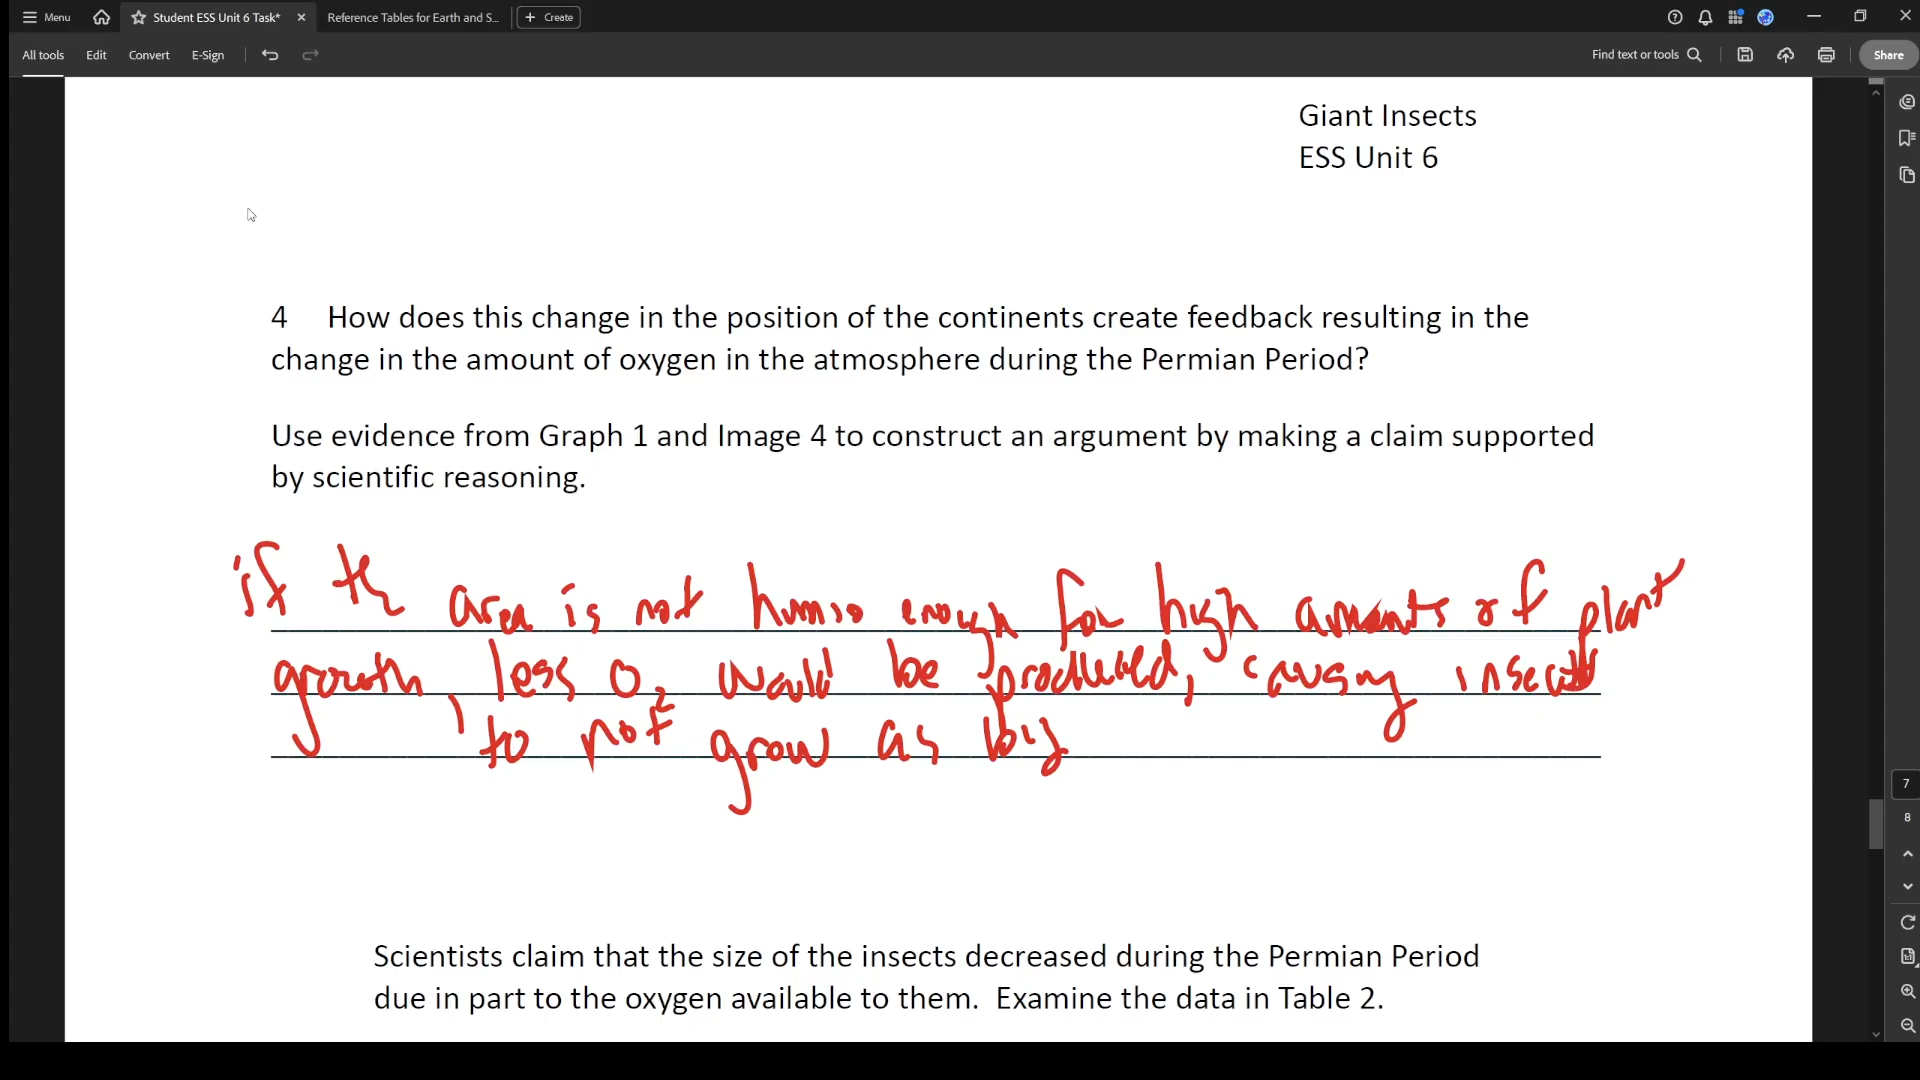 Menu
Student ESS Unit 6 Task*
Reference Tables for Earth and S...
Create
All tools
Edit
Convert
E-Sign
Find text or tools
Share
Giant Insects
ESS Unit 6
4 How does this change in the position of the continents create feedback resulting in the
change in the amount of oxygen in the atmosphere during the Permian Period?
Use evidence from Graph 1 and Image 4 to construct an argument by making a claim supported
by scientific reasoning.
if the area is not enough for high amounts of plant
growth, less O2 would be produced, causing insects
to not grow as big
7
8
Scientists claim that the size of the insects decreased during the Permian Period
due in part to the oxygen available to them. Examine the data in Table 2.